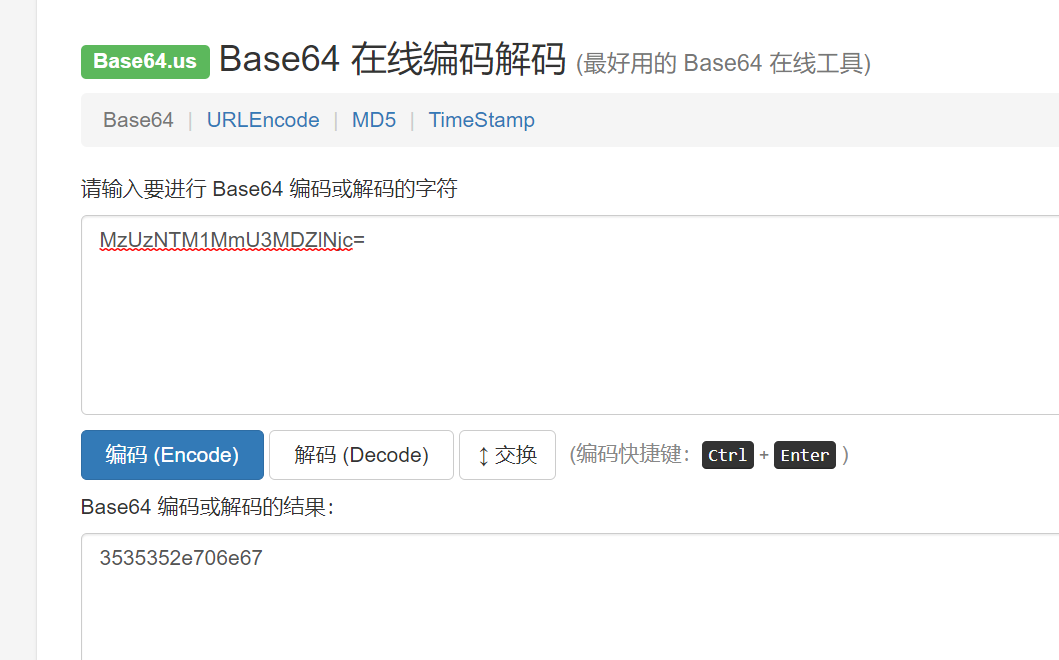 Base64.us Base64 在线编码解码 (最好用的 Base64 在线工具)
Base64 | URLEncode | MD5 | TimeStamp
请输入要进行 Base64 编码或解码的字符
MzUzNTM1MmU3MDZlNjc=
编码 (Encode) 解码 (Decode) ↕ 交换 (编码快捷键： Ctrl + Enter )
Base64 编码或解码的结果：
3535352e706e67